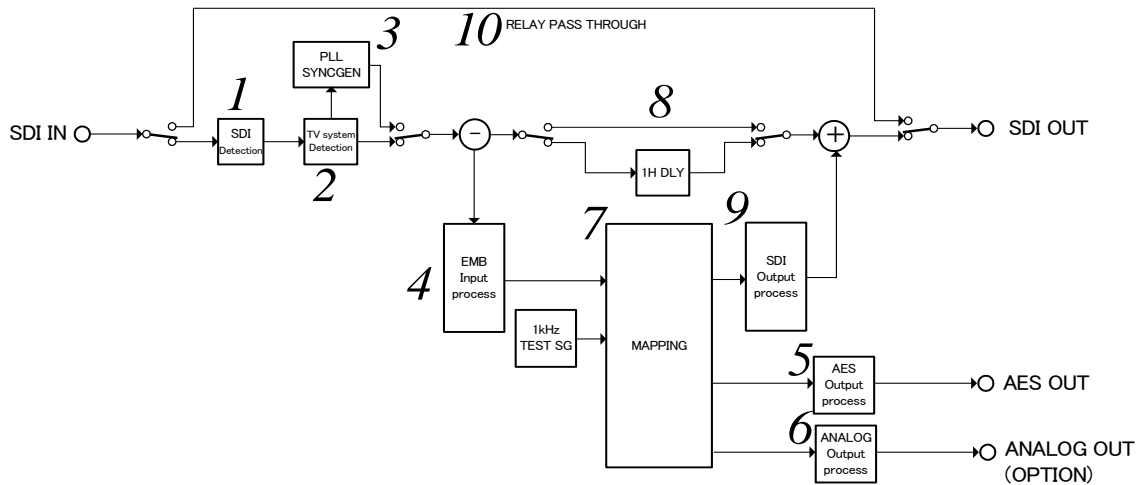 10 RELAY PASS THROUGH
3
PLL
SYNCGEN
1
8
SDI IN
SDI
Detection
TV system
Detection
−
+
SDI OUT
1H DLY
2
7
9
4
EMB
Input
process
SDI
Output
process
1kHz
TEST SG
MAPPING
5
AES
Output
process
AES OUT
6
ANALOG
Output
process
ANALOG OUT
(OPTION)